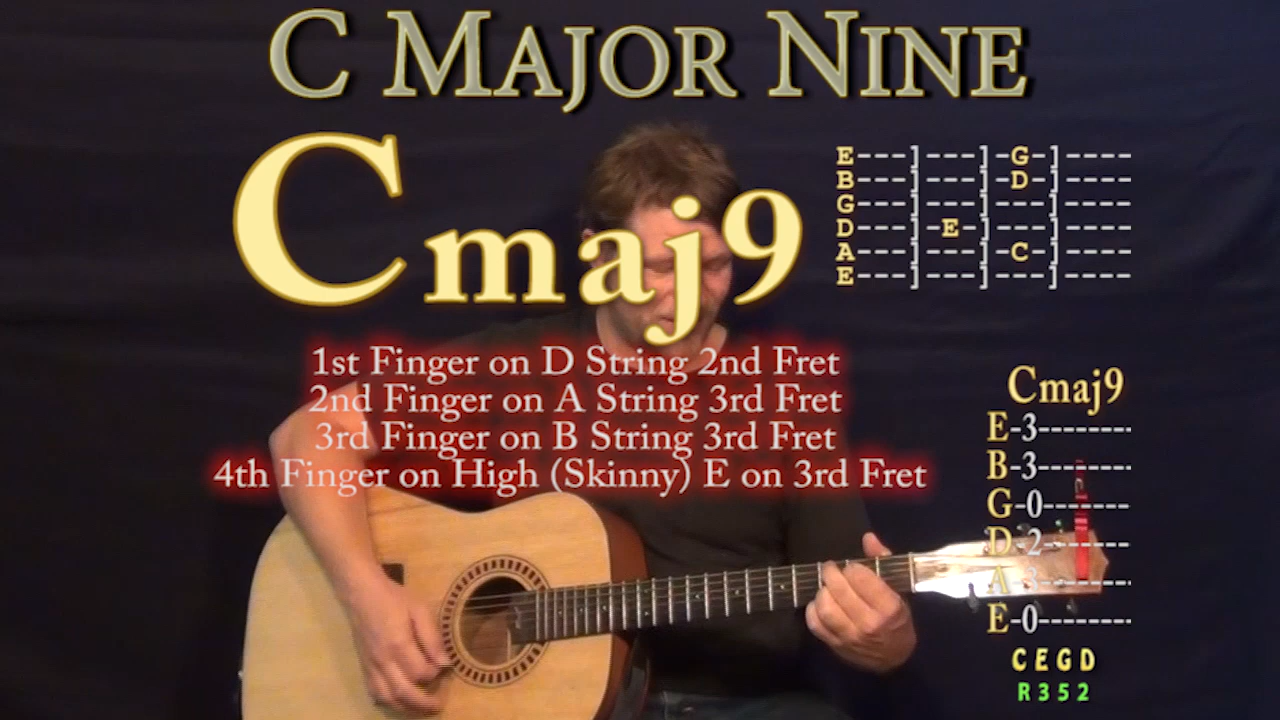 C Major Nine
Cmaj9
E---]---]-G-]----
B---]---]-D-]----
G---]---]---]----
D---]-E-]---]----
A---]---]-C-]----
E---]---]---]----
1st Finger on D String 2nd Fret
2nd Finger on A String 3rd Fret
3rd Finger on B String 3rd Fret
4th Finger on High (Skinny) E on 3rd Fret
Cmaj9
E-3-------
B-3-------
G-0-------
D-2-------
A-3-------
E-0-------
C E G D
R 3 5 2